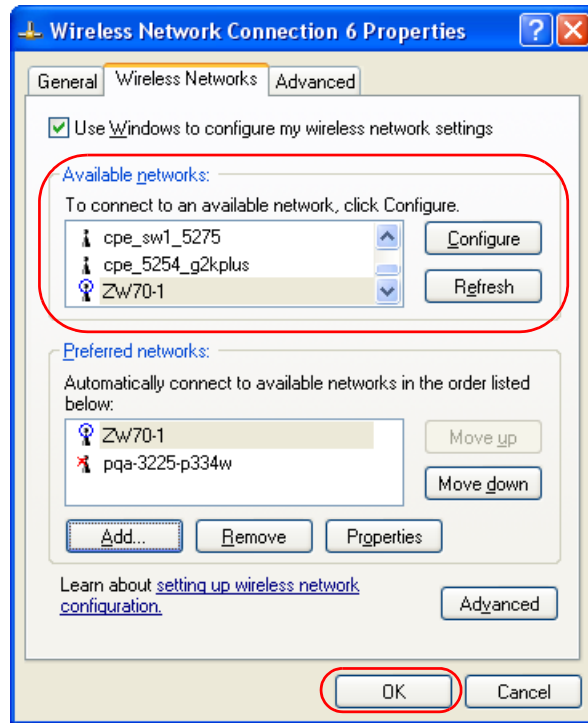 Wireless Network Connection 6 Properties
General
Wireless Networks
Advanced
Use Windows to configure my wireless network settings
Available networks:
To connect to an available network, click Configure.
cpe_sw1_5275
Configure
cpe_5254_g2kplus
ZW70-1
Refresh
Preferred networks:
Automatically connect to available networks in the order listed
below:
ZW70-1
Move up
pqa-3225-p334w
Move down
Add...
Remove
Properties
Learn about setting up wireless network
configuration.
Advanced
OK
Cancel